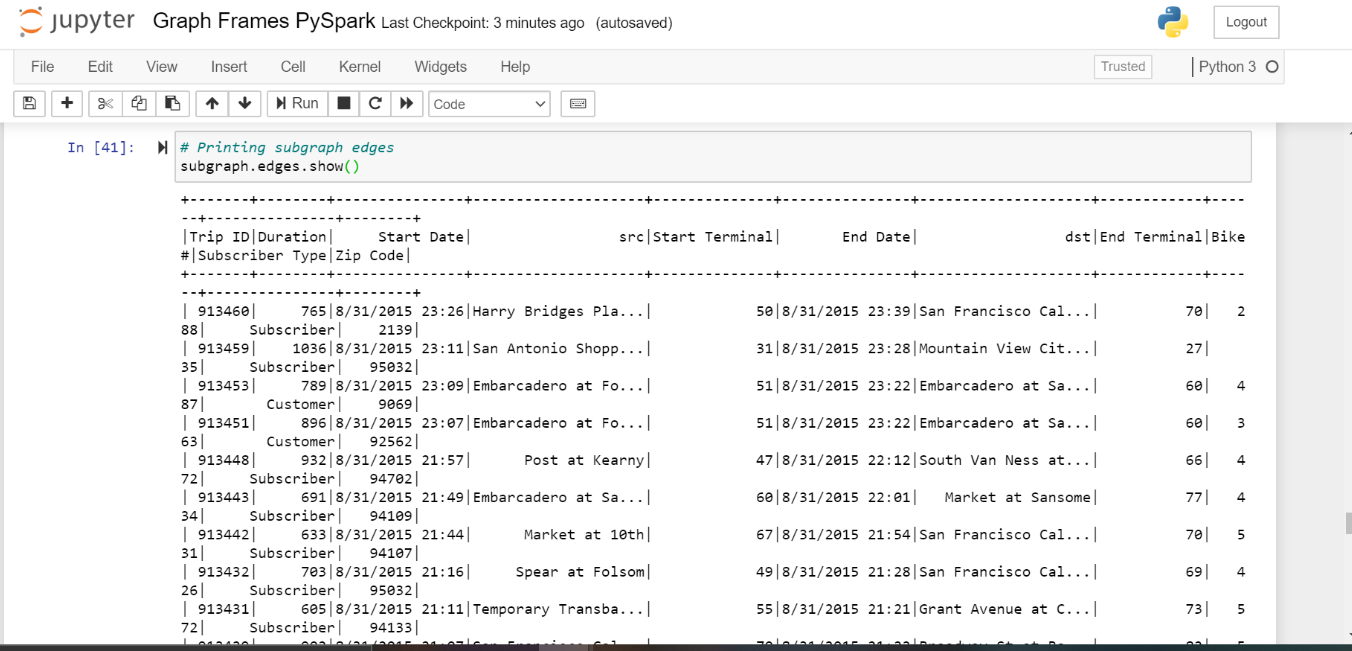 jupyter Graph Frames PySpark Last Checkpoint: 3 minutes ago (autosaved) Logout
File Edit View Insert Cell Kernel Widgets Help Trusted Python 3
Run Code
In [41]: # Printing subgraph edges
subgraph.edges.show()
+-------+--------+---------------+--------------------+--------------+---------------+--------------------+------------+----
--+---------------+--------+
|Trip ID|Duration|     Start Date|                 src|Start Terminal|       End Date|                 dst|End Terminal|Bike
#|Subscriber Type|Zip Code|
+-------+--------+---------------+--------------------+--------------+---------------+--------------------+------------+----
--+---------------+--------+
| 913460|     765|8/31/2015 23:26|Harry Bridges Pla...|            50|8/31/2015 23:39|San Francisco Cal...|          70|   2
88|     Subscriber|    2139|
| 913459|    1036|8/31/2015 23:11|San Antonio Shopp...|            31|8/31/2015 23:28|Mountain View Cit...|          27|
35|     Subscriber|   95032|
| 913453|     789|8/31/2015 23:09|Embarcadero at Fo...|            51|8/31/2015 23:22|Embarcadero at Sa...|          60|   4
87|       Customer|    9069|
| 913451|     896|8/31/2015 23:07|Embarcadero at Fo...|            51|8/31/2015 23:22|Embarcadero at Sa...|          60|   3
63|       Customer|   92562|
| 913448|     932|8/31/2015 21:57|      Post at Kearny|            47|8/31/2015 22:12|South Van Ness at...|          66|   4
72|     Subscriber|   94702|
| 913443|     691|8/31/2015 21:49|Embarcadero at Sa...|            60|8/31/2015 22:01|   Market at Sansome|          77|   4
34|     Subscriber|   94109|
| 913442|     633|8/31/2015 21:44|      Market at 10th|            67|8/31/2015 21:54|San Francisco Cal...|          70|   5
31|     Subscriber|   94107|
| 913432|     703|8/31/2015 21:16|     Spear at Folsom|            49|8/31/2015 21:28|San Francisco Cal...|          69|   4
26|     Subscriber|   95032|
| 913431|     605|8/31/2015 21:11|Temporary Transba...|            55|8/31/2015 21:21|Grant Avenue at C...|          73|   5
72|     Subscriber|   94133|